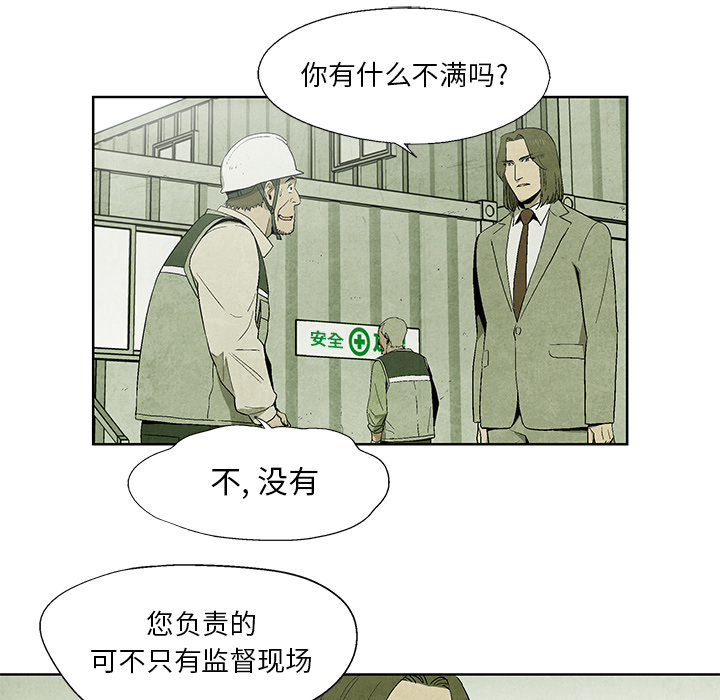 你有什么不满吗?
安全
不, 没有
您负责的
可不只有监督现场